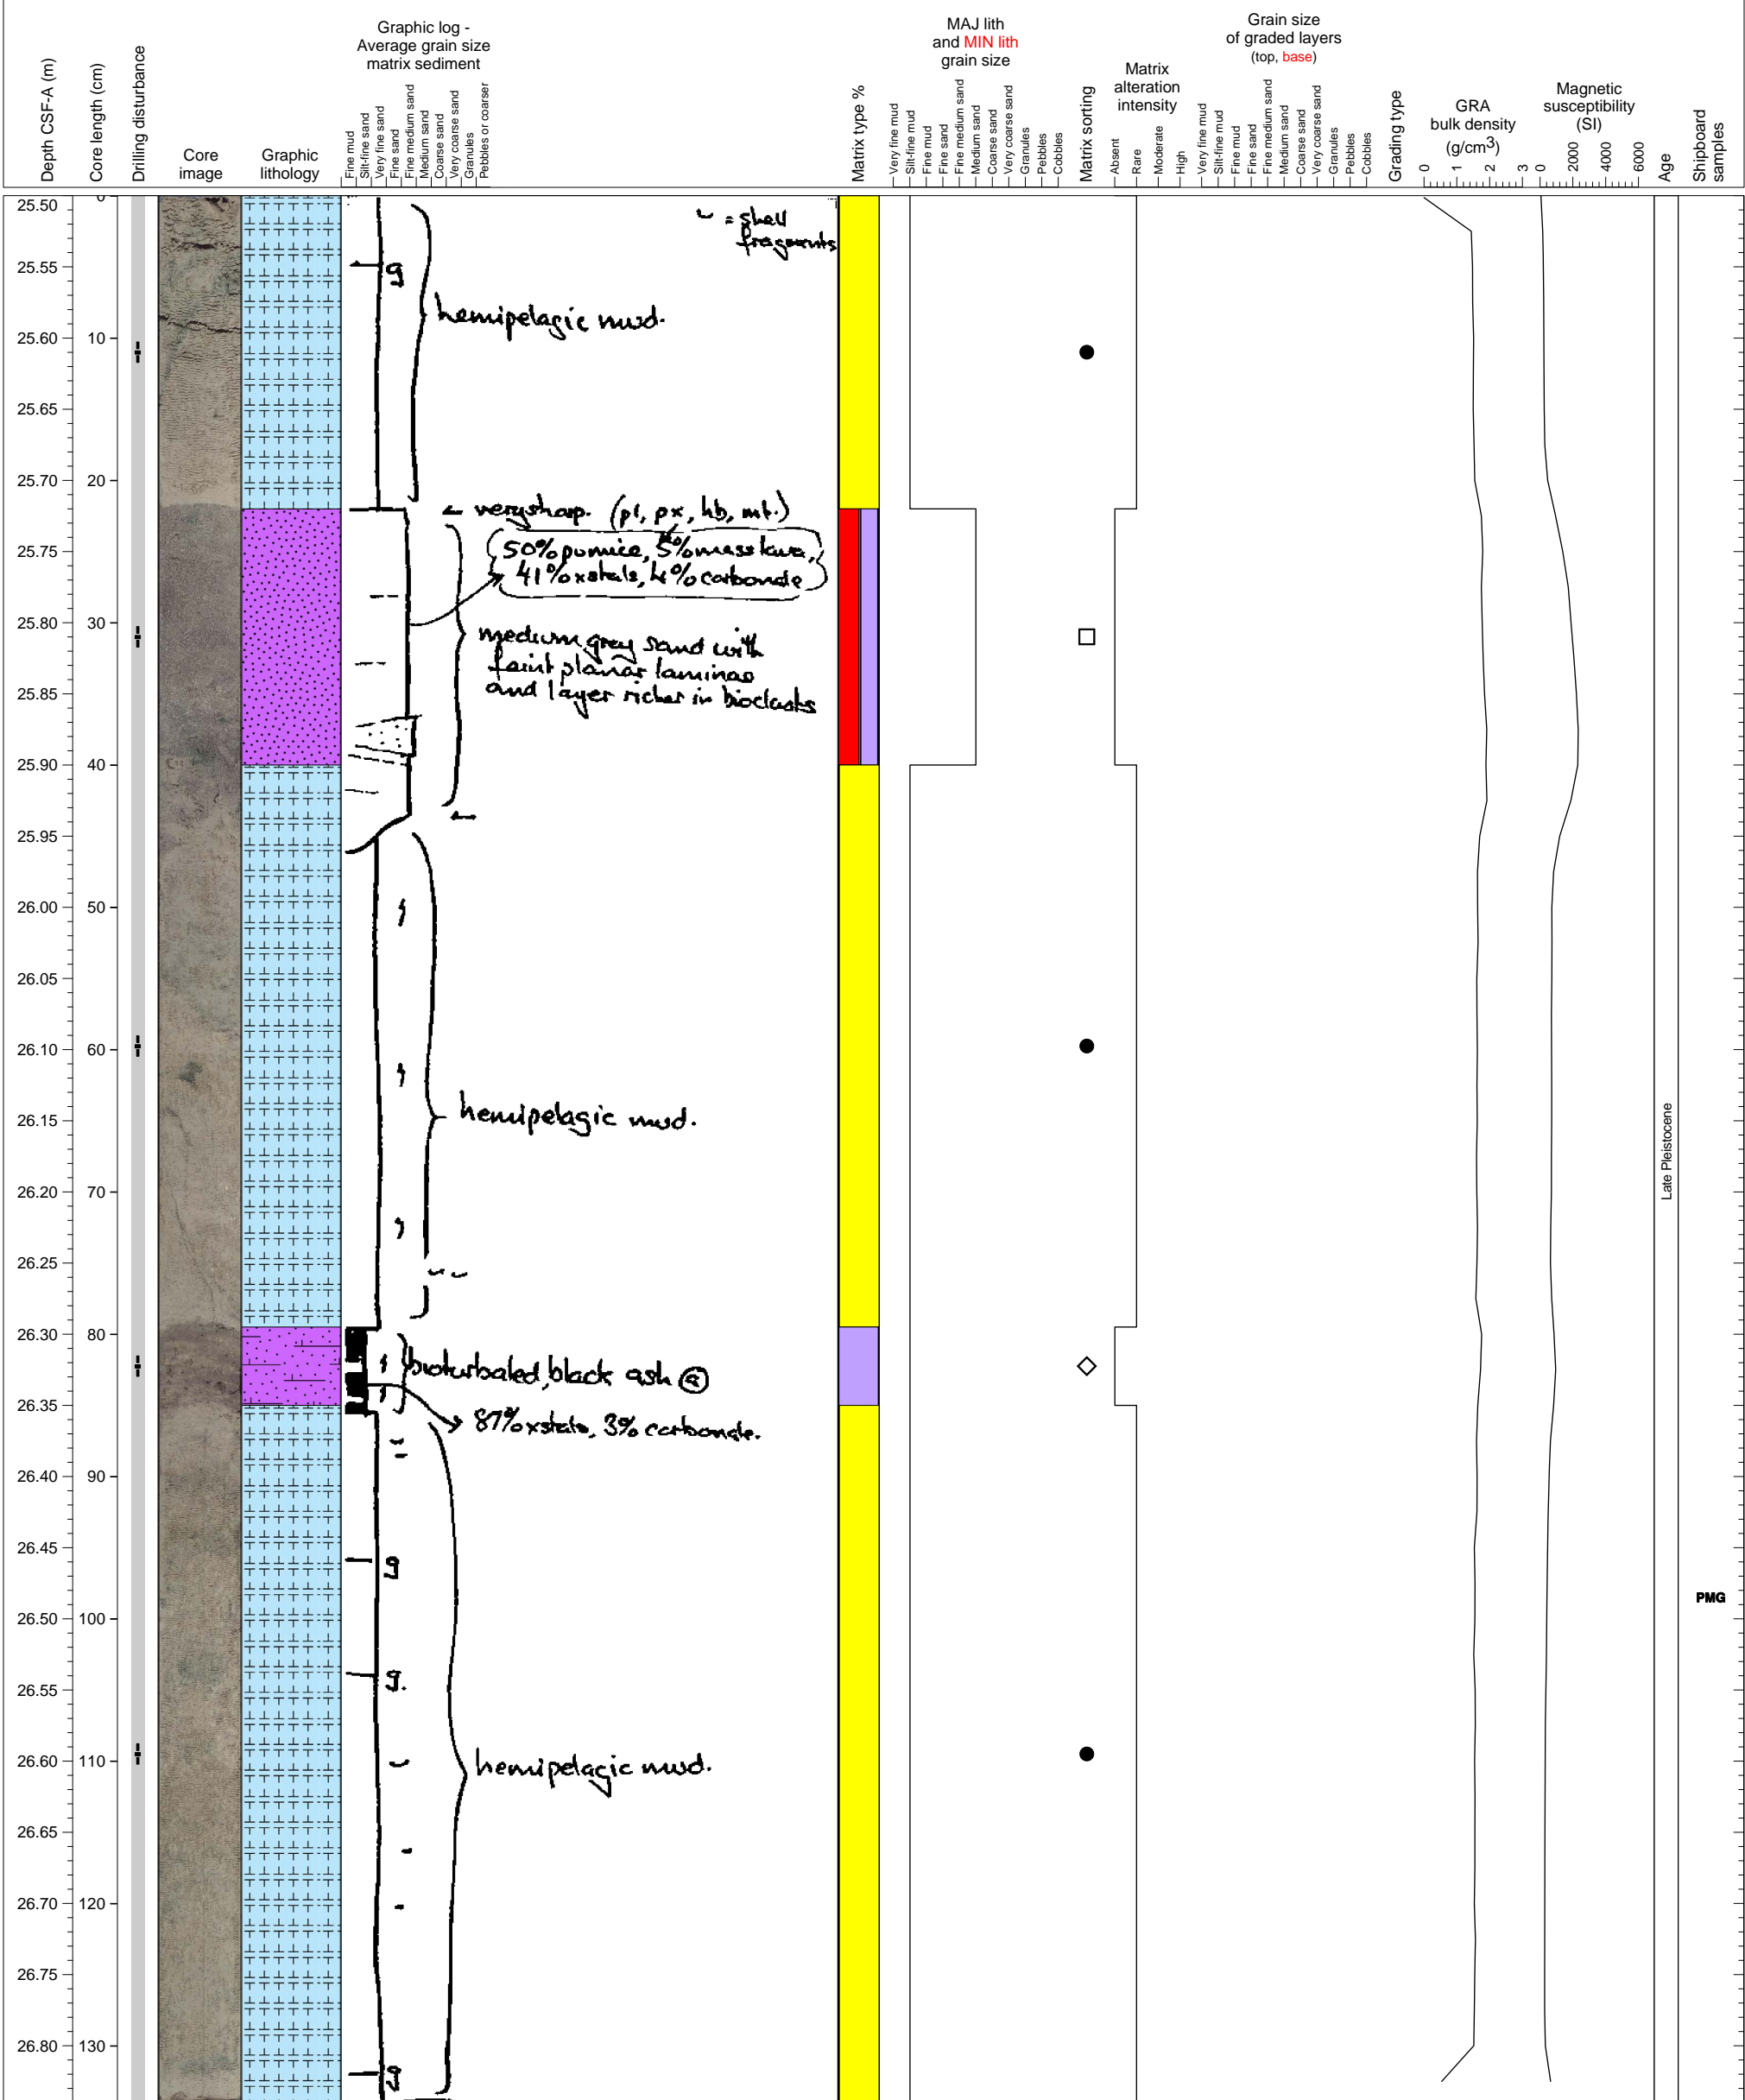 Depth CSF-A (m)
Core length (cm)
Drilling disturbance
Core
image
Graphic
lithology
Graphic log -
Average grain size
matrix sediment
Fine mud
Silt-fine sand
Very fine sand
Fine sand
Fine medium sand
Medium sand
Coarse sand
Very coarse sand
Granules
Pebbles or coarser
Matrix type %
MAJ lith
and MIN lith
grain size
Very fine mud
Silt-fine mud
Fine mud
Fine sand
Fine medium sand
Medium sand
Coarse sand
Very coarse sand
Granules
Pebbles
Cobbles
Matrix sorting
Matrix
alteration
intensity
Absent
Rare
Moderate
High
Grain size
of graded layers
(top, base)
Very fine mud
Silt-fine mud
Fine mud
Fine sand
Fine medium sand
Medium sand
Coarse sand
Very coarse sand
Granules
Pebbles
Cobbles
Grading type
GRA
bulk density
(g/cm3)
0 1 2 3
Magnetic
susceptibility
(SI)
0 2000 4000 6000
Age
Shipboard
samples
25.50 0
= shell
fragments
25.55
g
hemipelagic mud.
25.60 10
25.65
25.70 20
very sharp. (pl, px, hb, mt.)
25.75
50% pumice, 5% mass lava,
41% xstals, 4% carbonate
25.80 30
medium grey sand with
faint planar laminae
and layer richer in bioclasts
25.85
25.90 40
25.95
26.00 50
26.05
26.10 60
26.15
hemipelagic mud.
Late Pleistocene
26.20 70
26.25
26.30 80
bioturbated, black ash @
26.35
87% xstals, 3% carbonate.
26.40 90
26.45
g
26.50 100
PMG
26.55
g.
26.60 110
hemipelagic mud.
26.65
26.70 120
26.75
26.80 130
g